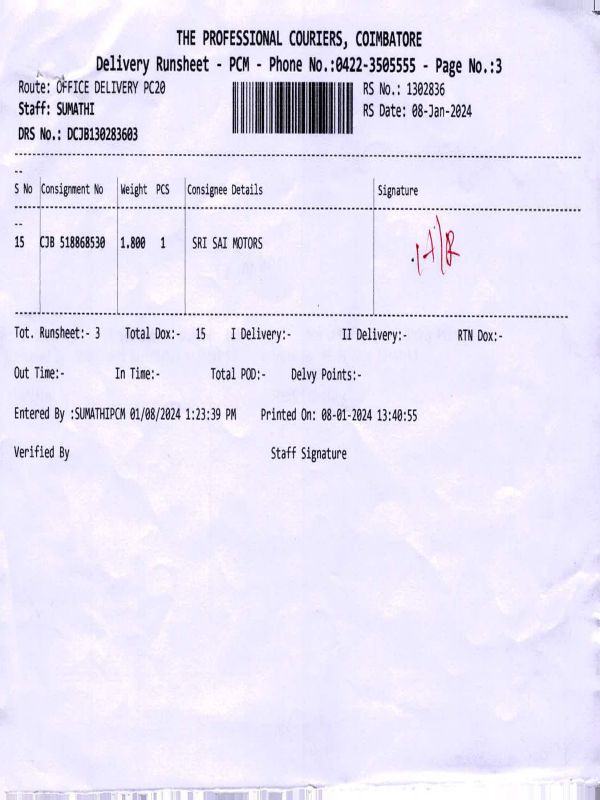 THE PROFESSIONAL COURIERS, COIMBATORE
Delivery Runsheet - PCM - Phone No.:0422-3505555 - Page No.:3
Route: OFFICE DELIVERY PC20 RS No.: 1302836
Staff: SUMATHI RS Date: 08-Jan-2024
DRS No.: DCJB130283603
--
S No Consignment No Weight PCS Consignee Details Signature
--
15 CJB 518868530 1.800 1 SRI SAI MOTORS
Tot. Runsheet:- 3 Total Dox:- 15 I Delivery:- II Delivery:- RTN Dox:-
Out Time:- In Time:- Total POD:- Delvy Points:-
Entered By :SUMATHIPCM 01/08/2024 1:23:39 PM Printed On: 08-01-2024 13:40:55
Verified By Staff Signature